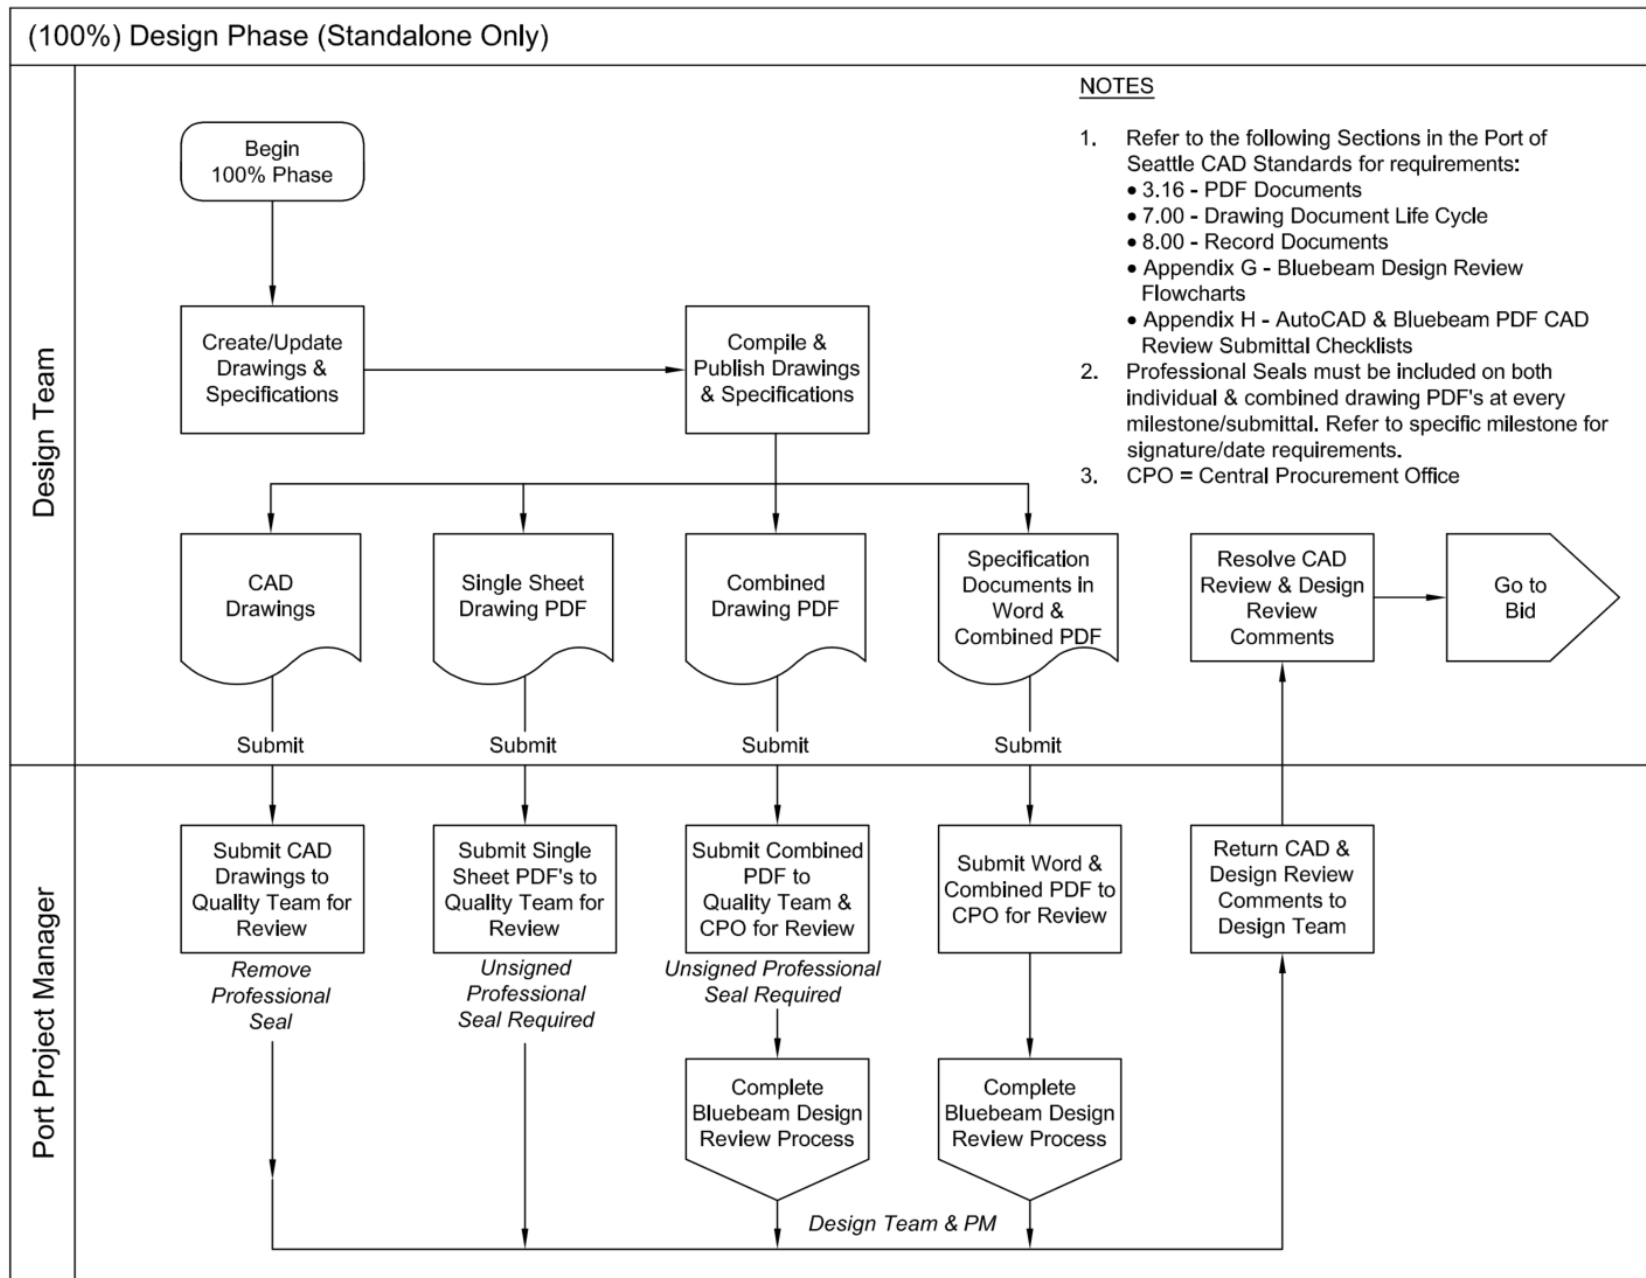 (100%) Design Phase (Standalone Only)
Design Team
Begin
100% Phase
Create/Update
Drawings &
Specifications
Compile &
Publish Drawings
& Specifications
NOTES
1. Refer to the following Sections in the Port of
Seattle CAD Standards for requirements:
• 3.16 - PDF Documents
• 7.00 - Drawing Document Life Cycle
• 8.00 - Record Documents
• Appendix G - Bluebeam Design Review
Flowcharts
• Appendix H - AutoCAD & Bluebeam PDF CAD
Review Submittal Checklists
2. Professional Seals must be included on both
individual & combined drawing PDF's at every
milestone/submittal. Refer to specific milestone for
signature/date requirements.
3. CPO = Central Procurement Office
CAD
Drawings
Single Sheet
Drawing PDF
Combined
Drawing PDF
Specification
Documents in
Word &
Combined PDF
Resolve CAD
Review & Design
Review
Comments
Go to
Bid
Submit
Submit
Submit
Submit
Port Project Manager
Submit CAD
Drawings to
Quality Team for
Review
Remove
Professional
Seal
Submit Single
Sheet PDF's to
Quality Team for
Review
Unsigned
Professional
Seal Required
Submit Combined
PDF to
Quality Team &
CPO for Review
Unsigned Professional
Seal Required
Submit Word &
Combined PDF to
CPO for Review
Return CAD &
Design Review
Comments to
Design Team
Complete
Bluebeam Design
Review Process
Complete
Bluebeam Design
Review Process
Design Team & PM